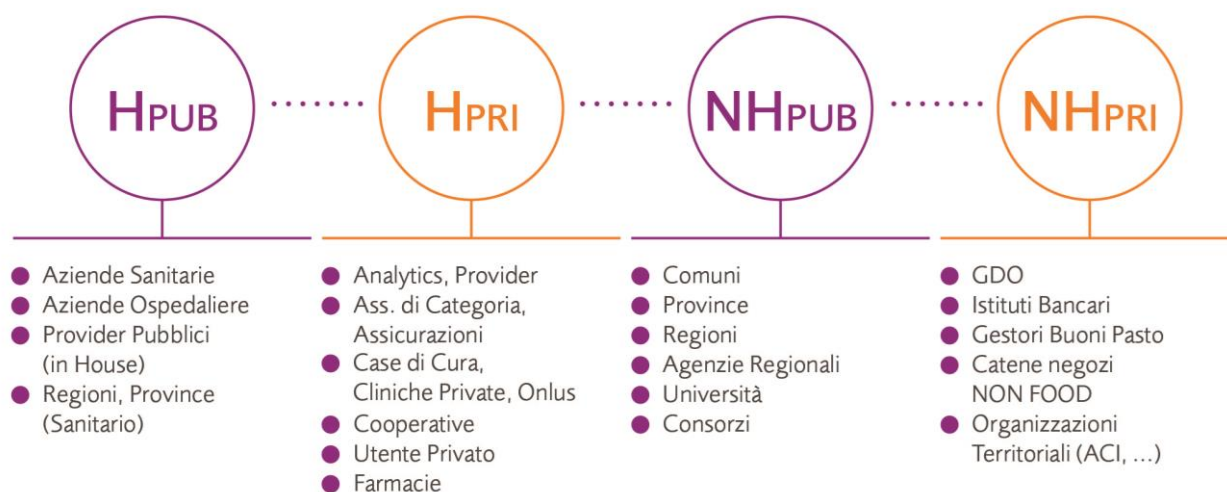 HPUB
HPRI
NHPUB
NHPRI
Aziende Sanitarie
Aziende Ospedaliere
Provider Pubblici
(in House)
Regioni, Province
(Sanitario)
Analytics, Provider
Ass. di Categoria,
Assicurazioni
Case di Cura,
Cliniche Private, Onlus
Cooperative
Utente Privato
Farmacie
Comuni
Province
Regioni
Agenzie Regionali
Università
Consorzi
GDO
Istituti Bancari
Gestori Buoni Pasto
Catene negozi
NON FOOD
Organizzazioni
Territoriali (ACI, …)